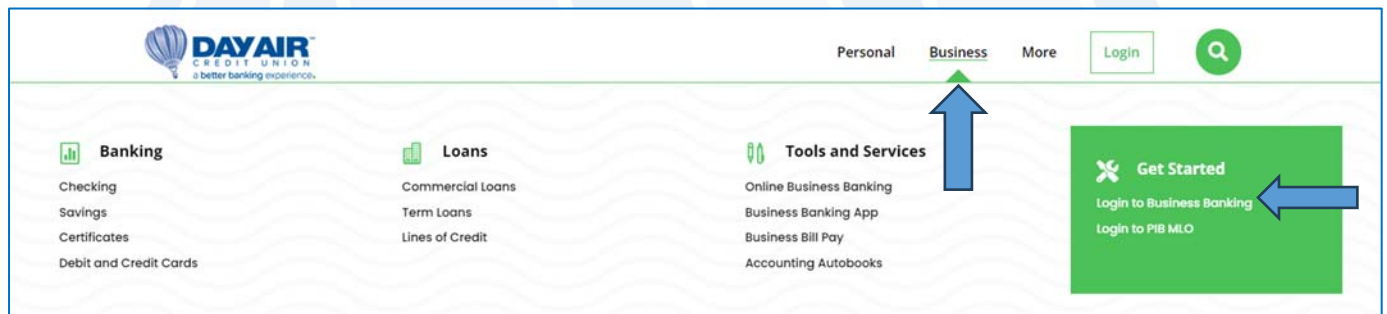 DAYAIR™
CREDIT UNION
a better banking experience.
Personal Business More Login
Banking
Checking
Savings
Certificates
Debit and Credit Cards
Loans
Commercial Loans
Term Loans
Lines of Credit
Tools and Services
Online Business Banking
Business Banking App
Business Bill Pay
Accounting Autobooks
Get Started
Login to Business Banking
Login to PIB MLO